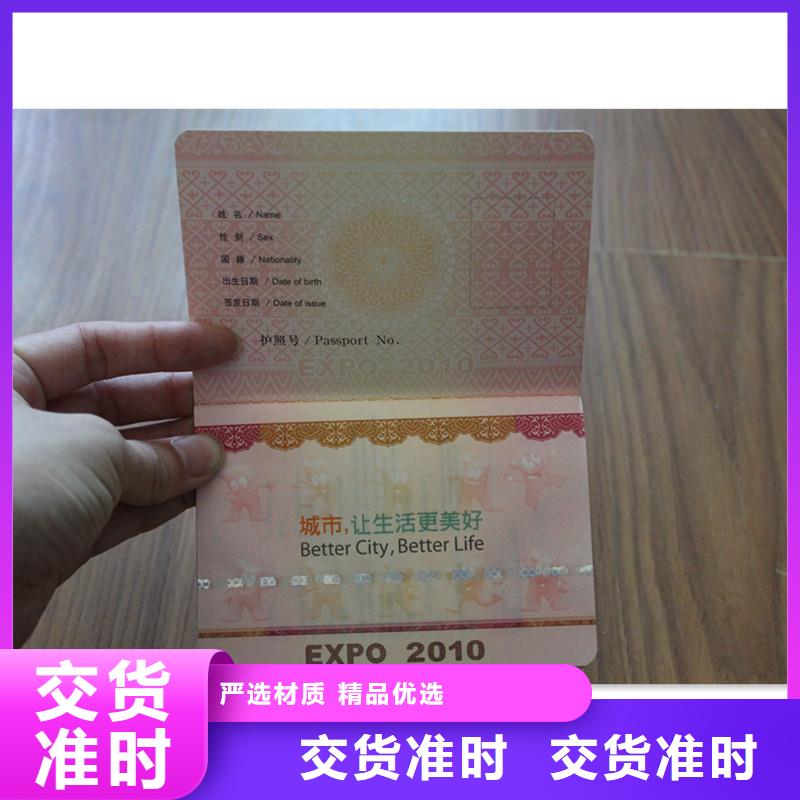 姓 名 / Name
性 别 / Sex
国 籍 / Nationality
出生日期 / Date of birth
签发日期 / Date of issue
护照号 / Passport No.
EXPO 2010
城市,让生活更美好
Better City, Better Life
EXPO 2010
交货
准时
严选材质 精品优选
交货准时 交货准时